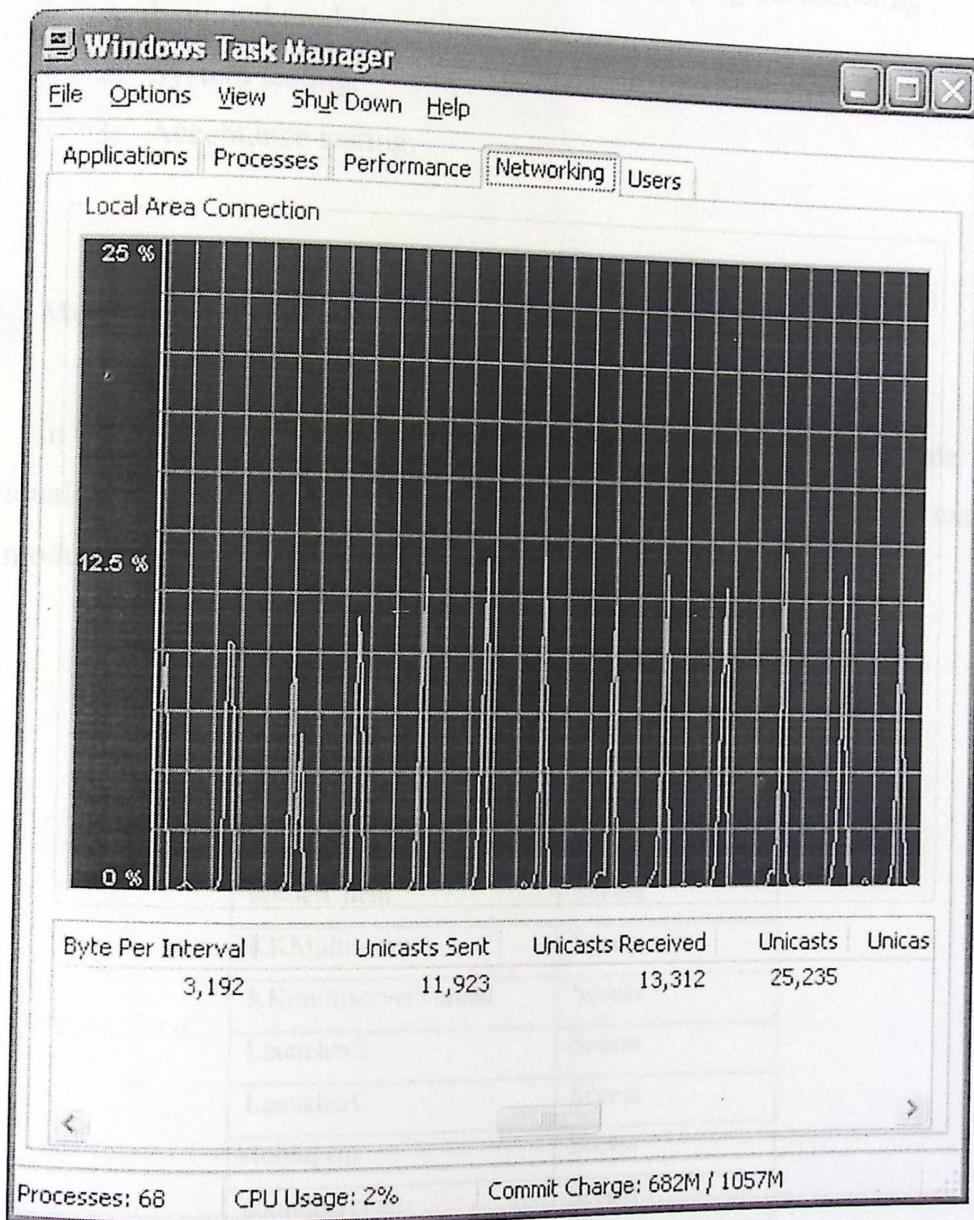 Windows Task Manager
File Options View Shut Down Help
Applications Processes Performance Networking Users
Local Area Connection
25 %
12.5 %
0 %
Byte Per Interval Unicasts Sent Unicasts Received Unicasts Unicas
3,192 11,923 13,312 25,235
Processes: 68 CPU Usage: 2% Commit Charge: 682M / 1057M